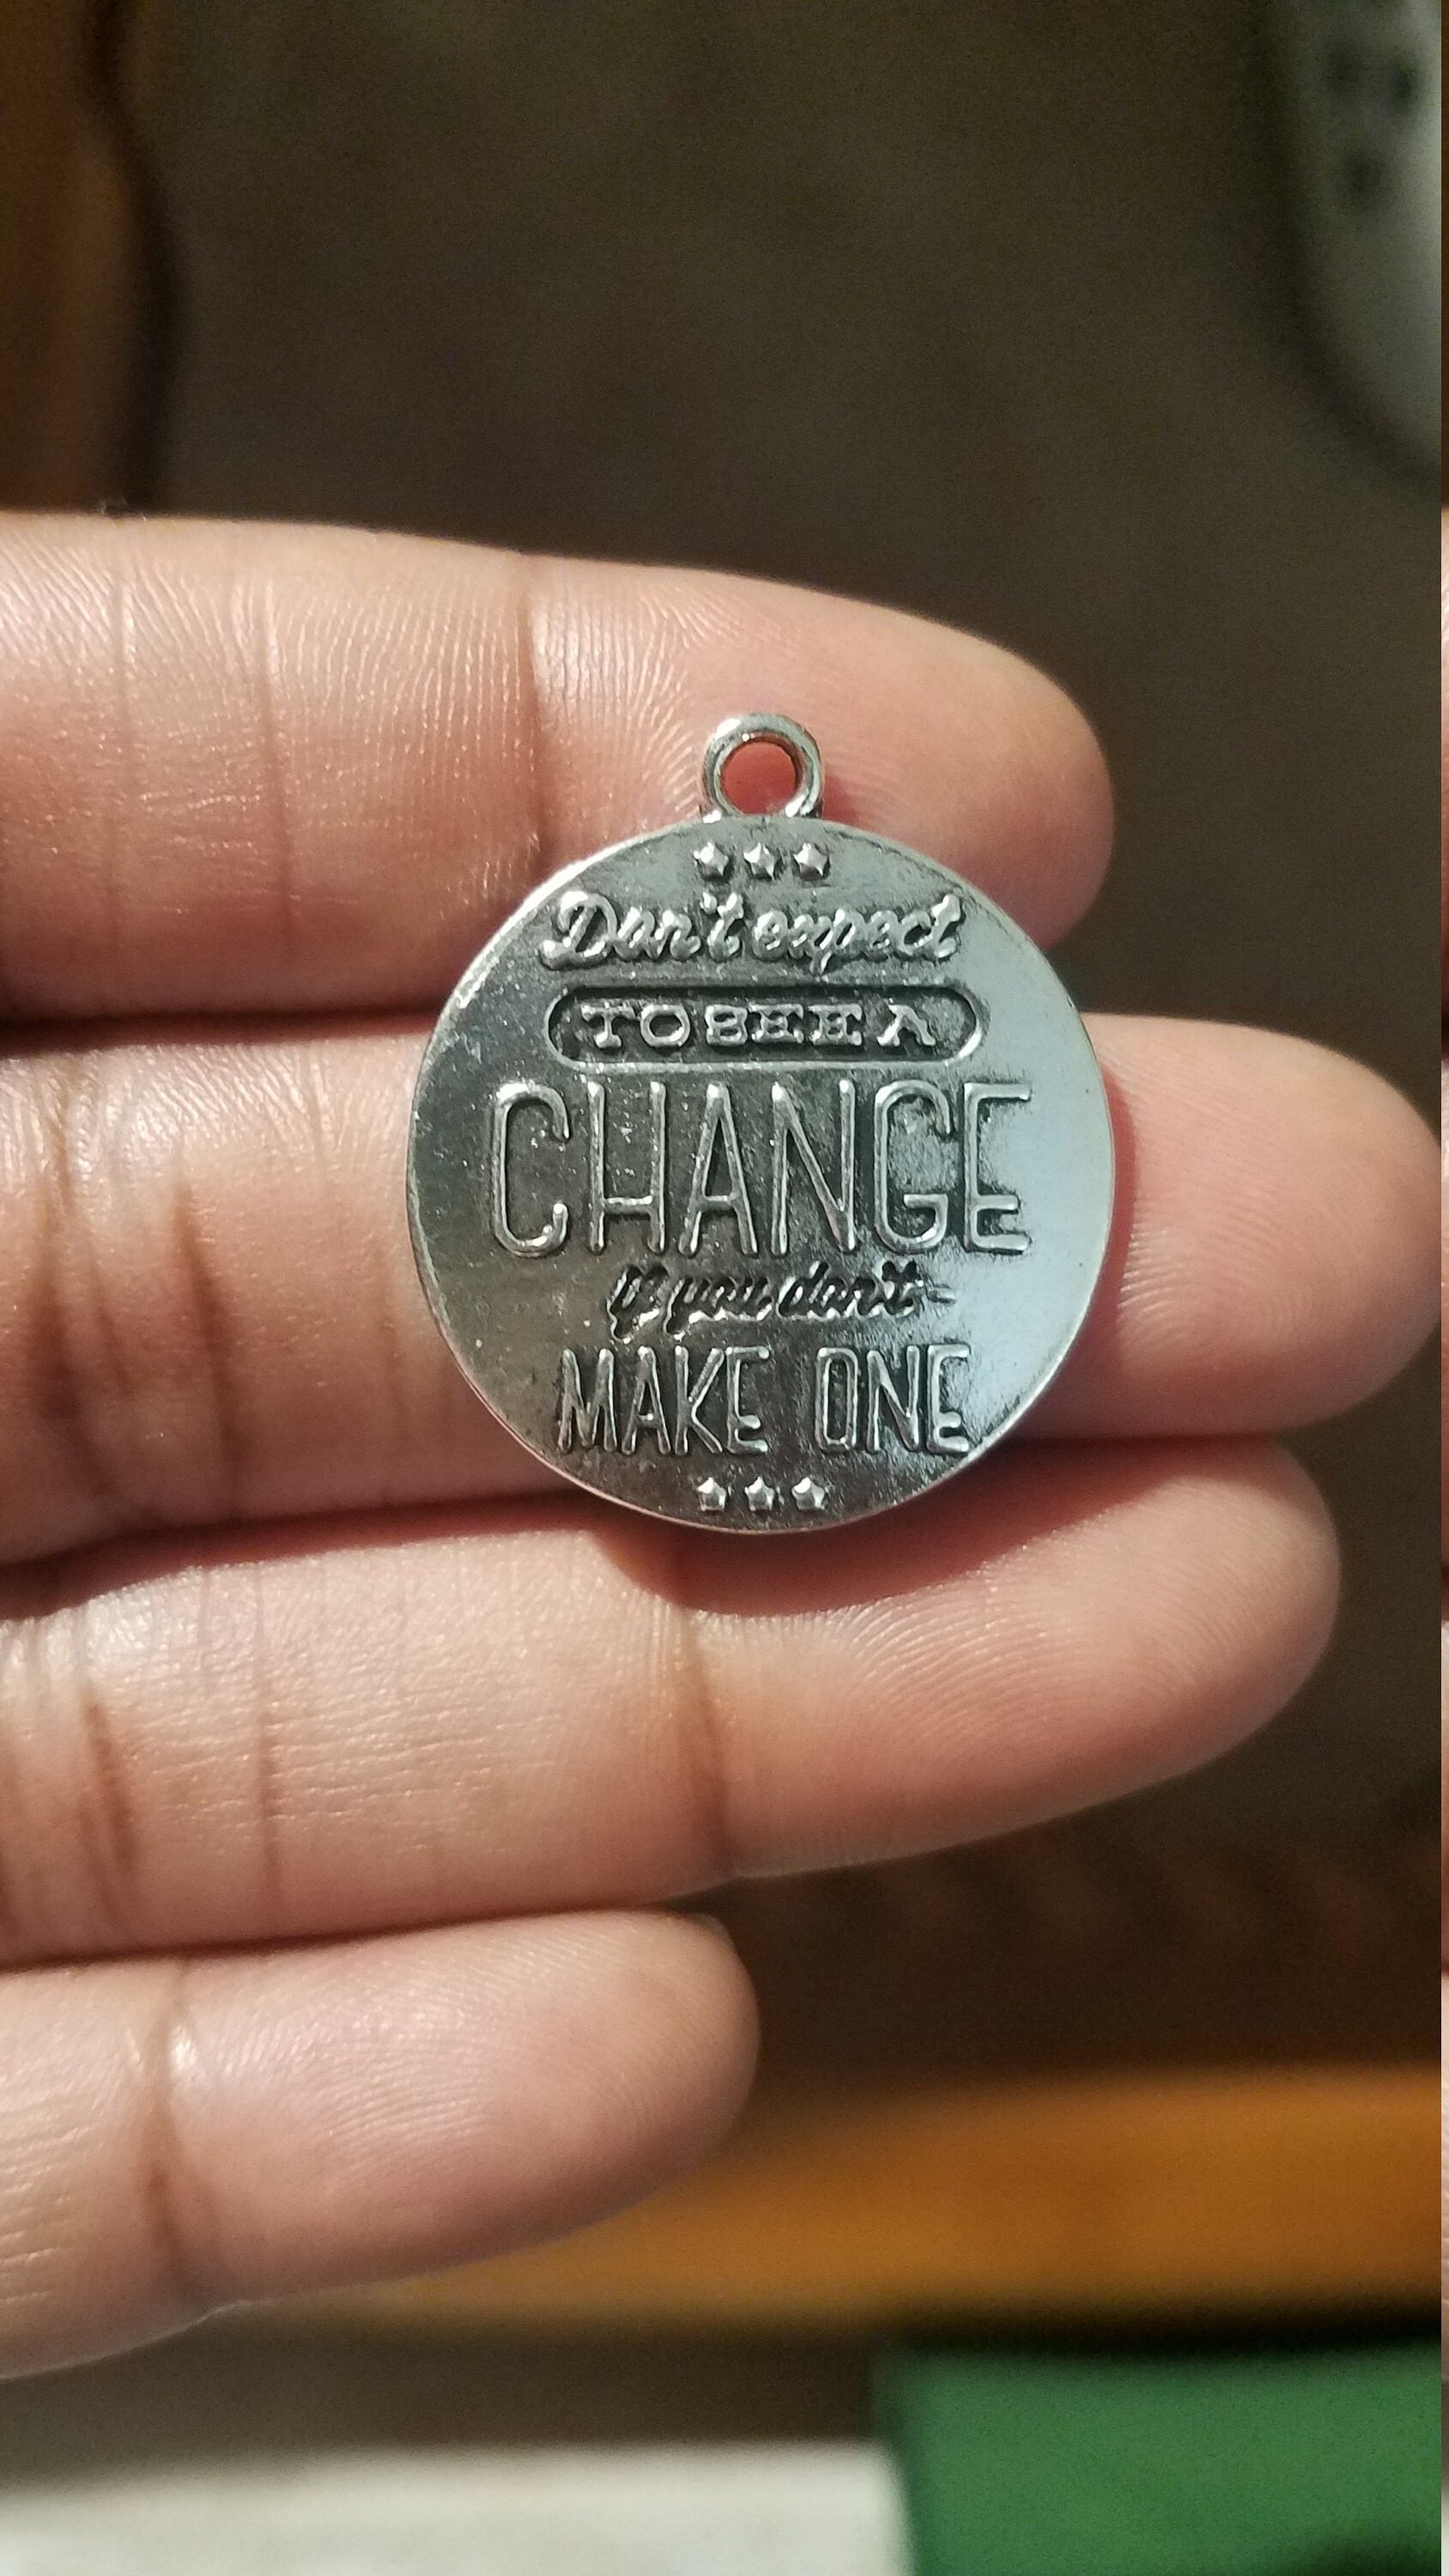 Don't expect
TO SEE A
CHANGE
if you don't
MAKE ONE